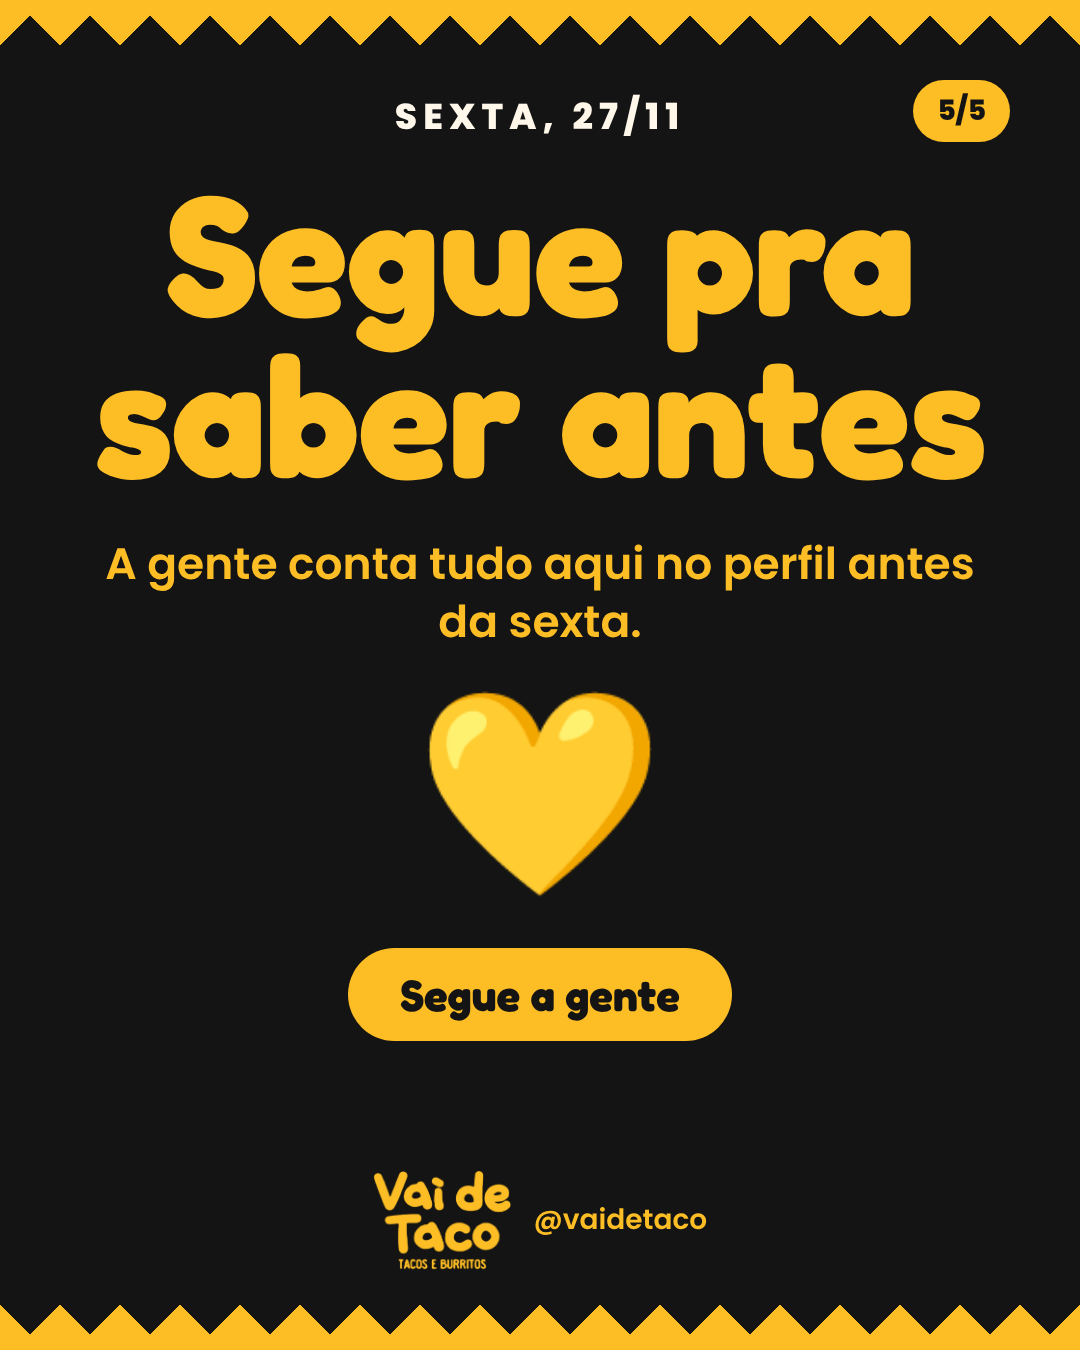 SEXTA, 27/11
5/5
Segue pra
saber antes
A gente conta tudo aqui no perfil antes
da sexta.
Segue a gente
Vai de
Taco
TACOS E BURRITOS
@vaidetaco